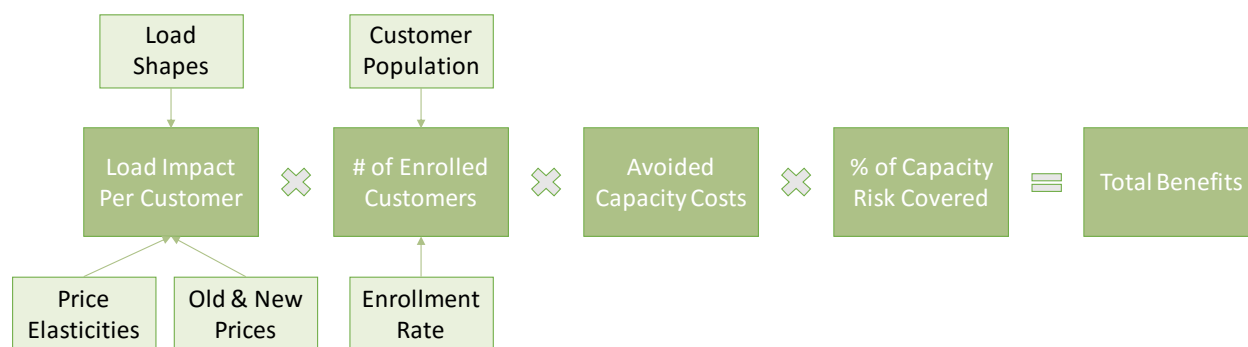 Load
Shapes
Customer
Population
Load Impact
Per Customer
# of Enrolled
Customers
Avoided
Capacity Costs
% of Capacity
Risk Covered
Total Benefits
Price
Elasticities
Old & New
Prices
Enrollment
Rate